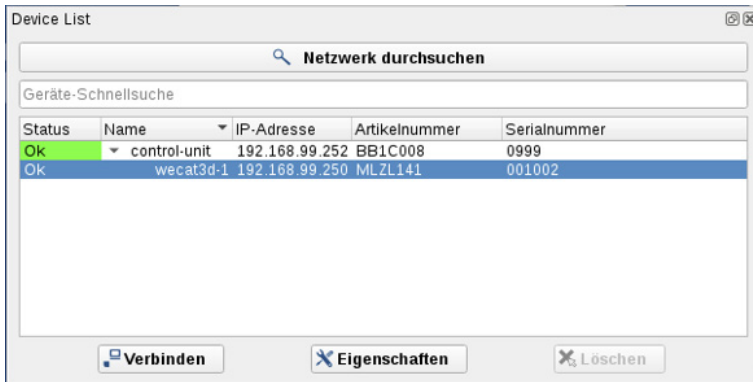 Device List
Netzwerk durchsuchen
Geräte-Schnellsuche
Status Name IP-Adresse Artikelnummer Serialnummer
Ok control-unit 192.168.99.252 BB1C008 0999
Ok wecat3d-1 192.168.99.250 MLZL141 001002
Verbinden Eigenschaften Löschen